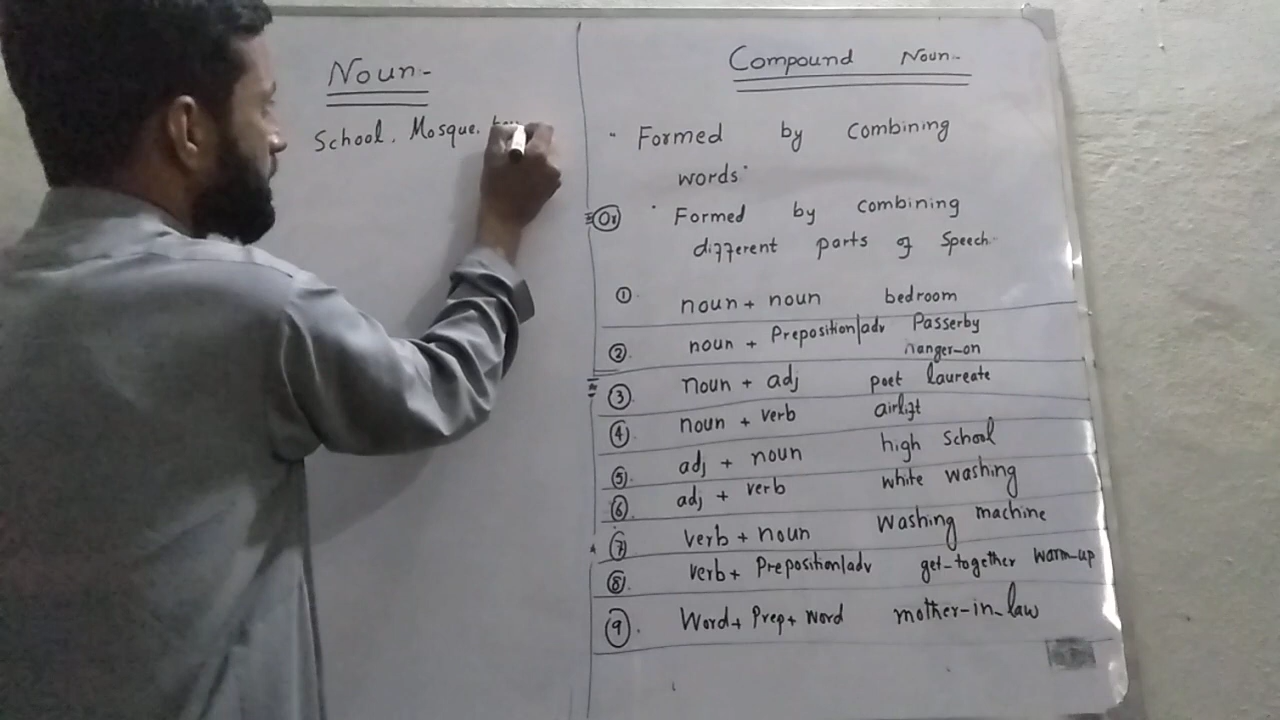 Noun-
School, Mosque,
Compound Noun-
"Formed by Combining
words"
Or "Formed by Combining
different parts of Speech"
① noun + noun bedroom
② noun + Preposition/adv Passerby
hanger-on
③ noun + adj poet laureate
④ noun + verb airlift
⑤ adj + noun high School
⑥ adj + verb white washing
⑦ verb + noun Washing machine
⑧ verb + Preposition/adv get-together warm-up
⑨ Word + Prep + word mother-in-law